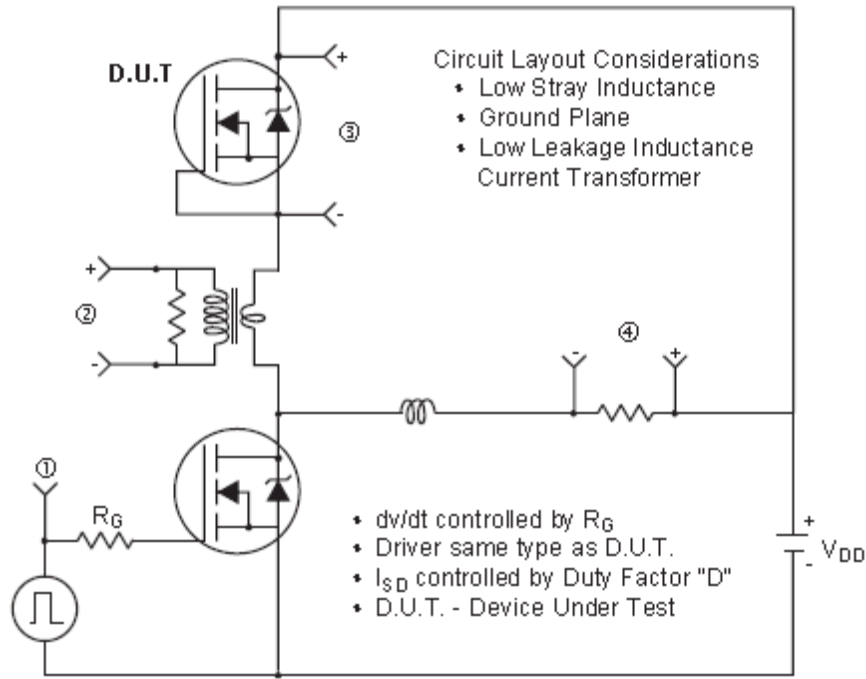 D.U.T
+
-
③
Circuit Layout Considerations
• Low Stray Inductance
• Ground Plane
• Low Leakage Inductance
Current Transformer
+
②
-
④
-
+
①
R_G
• dv/dt controlled by R_G
• Driver same type as D.U.T.
• I_SD controlled by Duty Factor "D"
• D.U.T. - Device Under Test
+
V_DD
-